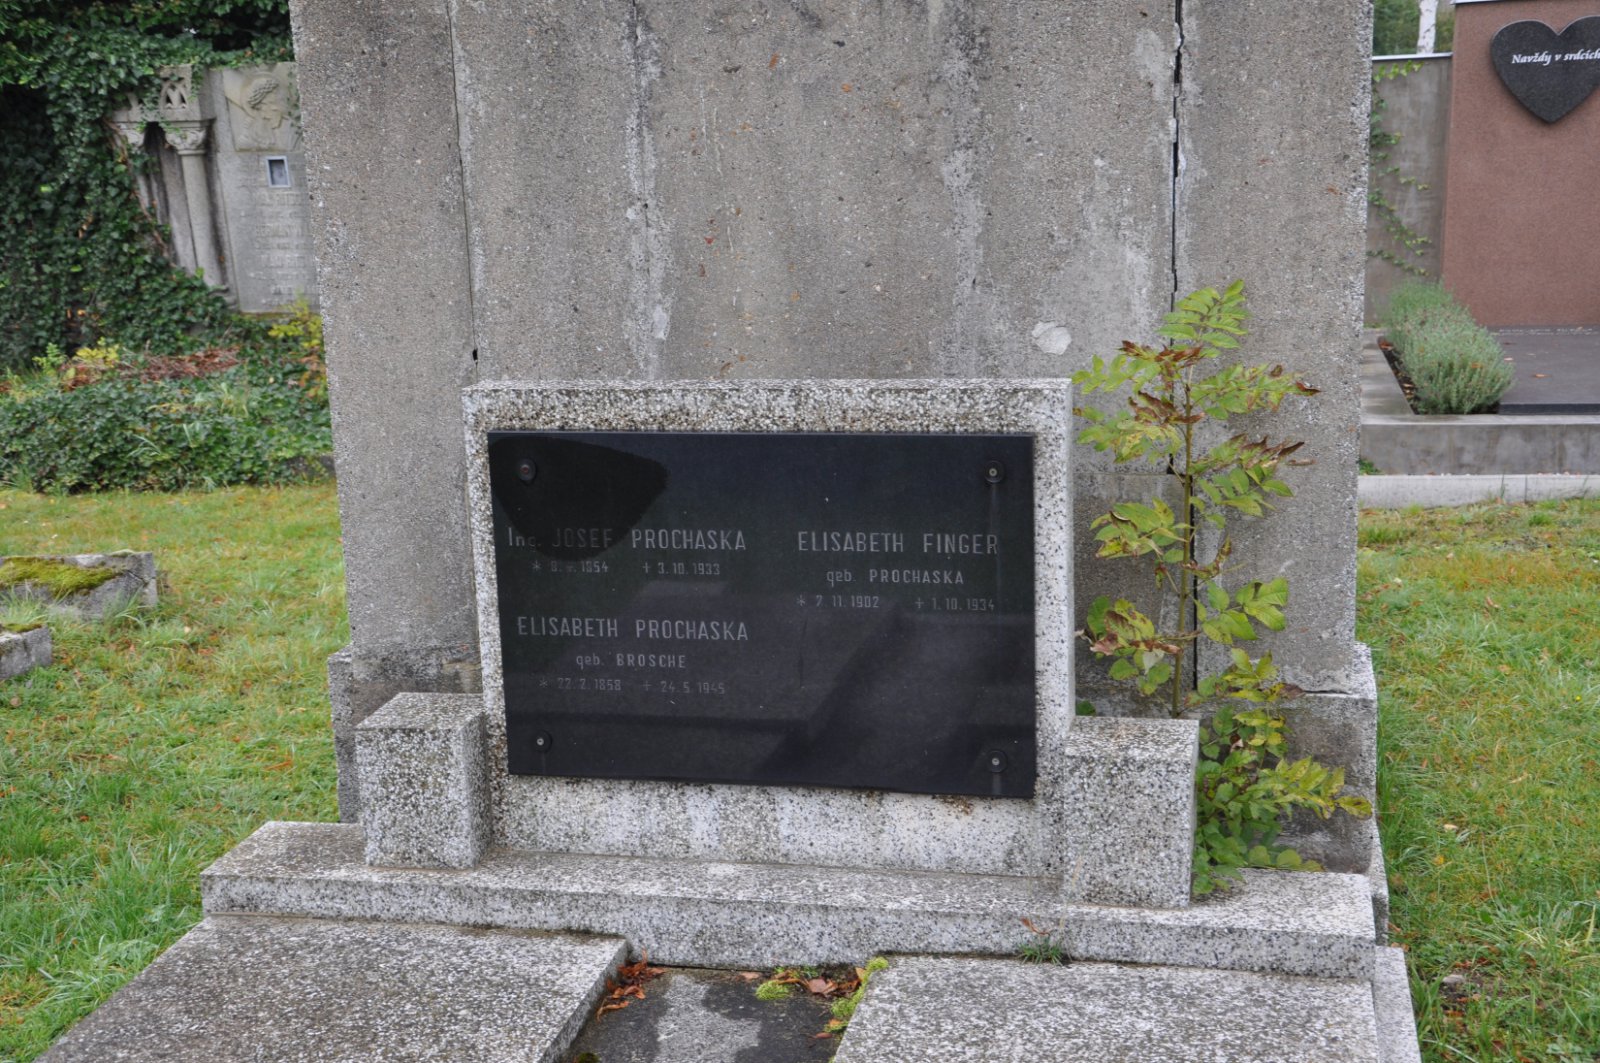 Ing. JOSEF PROCHASKA
1854 + 3.10.1933
ELISABETH PROCHASKA
geb. BROSCHE
* 22.2.1858 + 24.5.1945
ELISABETH FINGER
geb. PROCHASKA
* 7.11.1902 + 1.10.1934
Navždy v srdcích